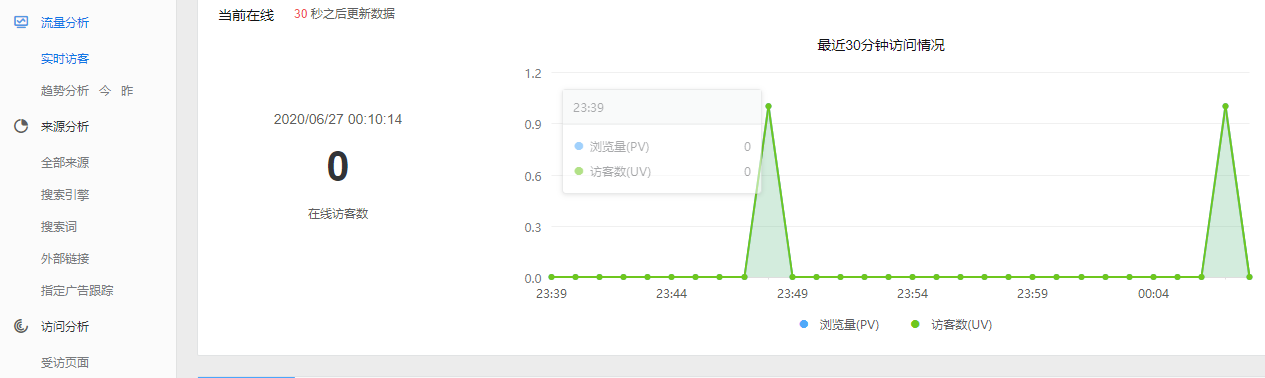 流量分析
实时访客
趋势分析 今 昨
来源分析
全部来源
搜索引擎
搜索词
外部链接
指定广告跟踪
访问分析
受访页面
当前在线 30 秒之后更新数据
2020/06/27 00:10:14
0
在线访客数
最近30分钟访问情况
1.2
0.9
0.6
0.3
0.0
23:39
浏览量(PV) 0
访客数(UV) 0
23:39 23:44 23:49 23:54 23:59 00:04
浏览量(PV) 访客数(UV)